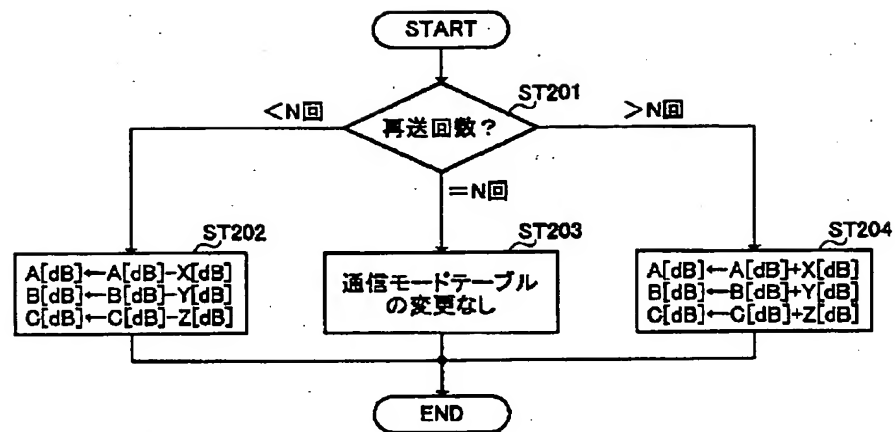 START
ST201
<N回
再送回数?
>N回
=N回
ST202
A[dB]←A[dB]-X[dB]
B[dB]←B[dB]-Y[dB]
C[dB]←C[dB]-Z[dB]
ST203
通信モードテーブル
の変更なし
ST204
A[dB]←A[dB]+X[dB]
B[dB]←B[dB]+Y[dB]
C[dB]←C[dB]+Z[dB]
END